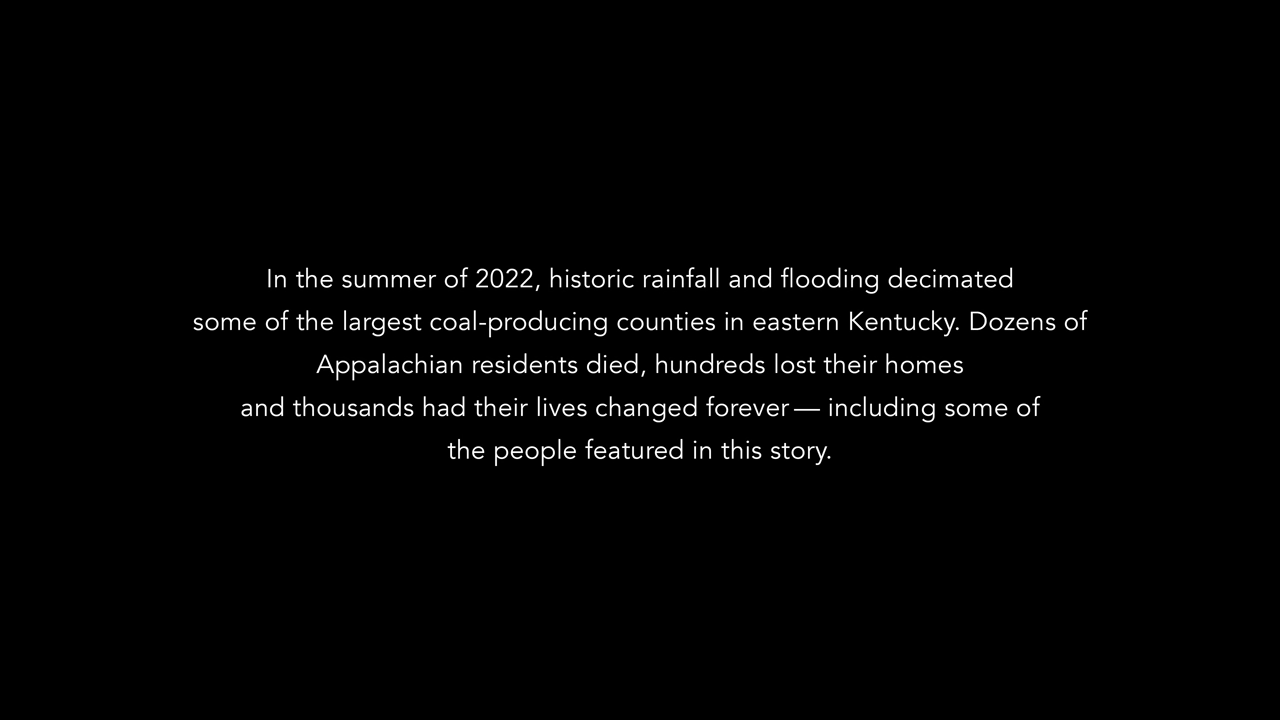 In the summer of 2022, historic rainfall and flooding decimated
some of the largest coal-producing counties in eastern Kentucky. Dozens of
Appalachian residents died, hundreds lost their homes
and thousands had their lives changed forever — including some of
the people featured in this story.